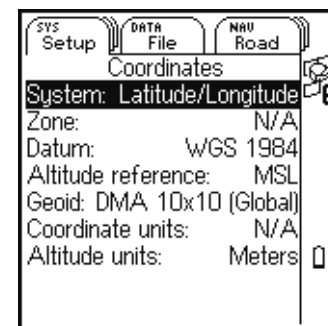 SYS DATA NAV
Setup File Road
Coordinates
System: Latitude/Longitude
Zone: N/A
Datum: WGS 1984
Altitude reference: MSL
Geoid: DMA 10x10 (Global)
Coordinate units: N/A
Altitude units: Meters